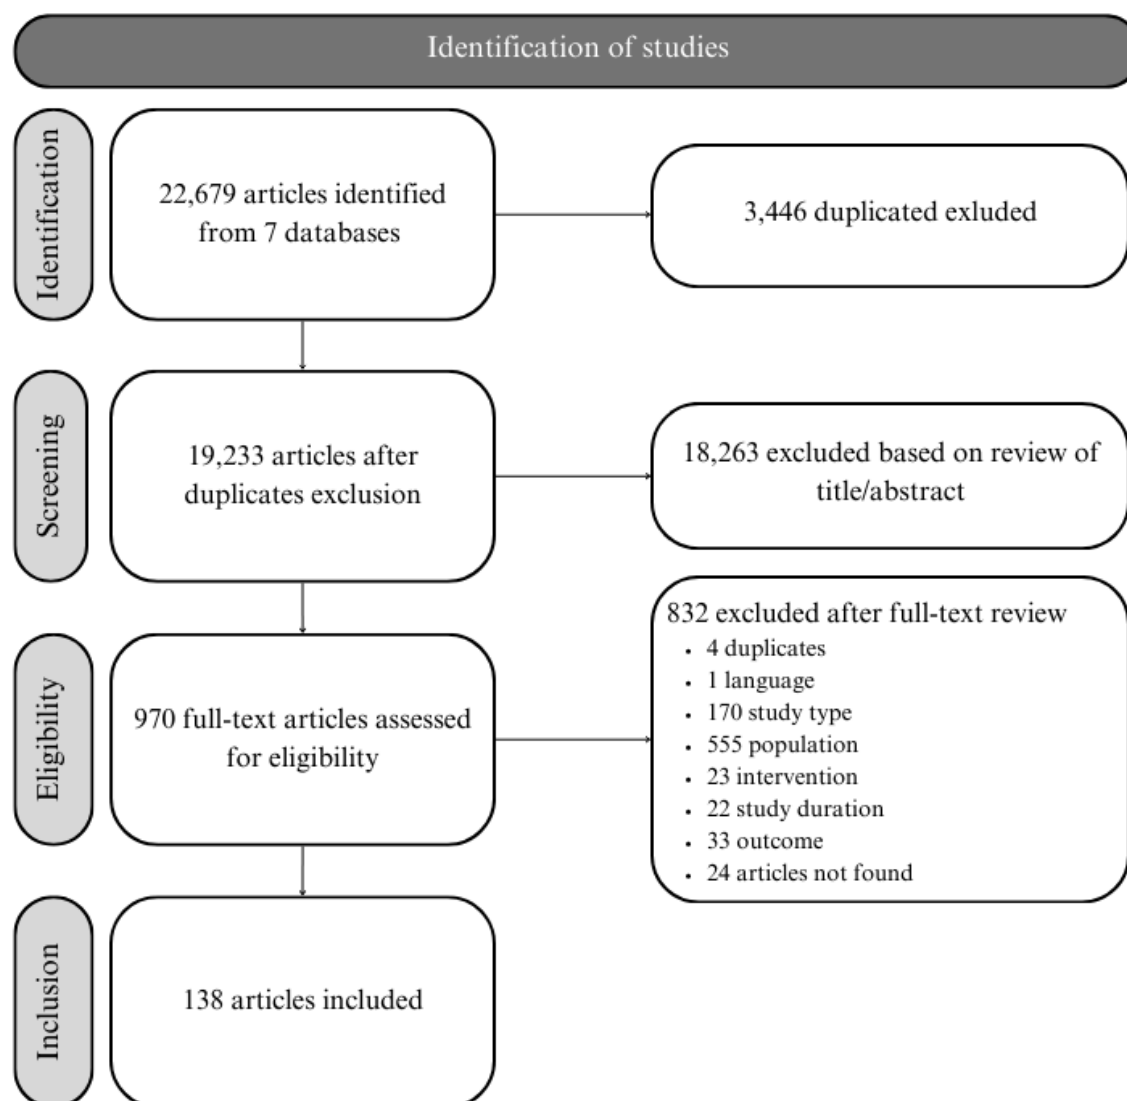 Identification of studies
Identification
22,679 articles identified
from 7 databases
3,446 duplicated exluded
Screening
19,233 articles after
duplicates exclusion
18,263 excluded based on review of
title/abstract
Eligibility
970 full-text articles assessed
for eligibility
832 excluded after full-text review
• 4 duplicates
• 1 language
• 170 study type
• 555 population
• 23 intervention
• 22 study duration
• 33 outcome
• 24 articles not found
Inclusion
138 articles included